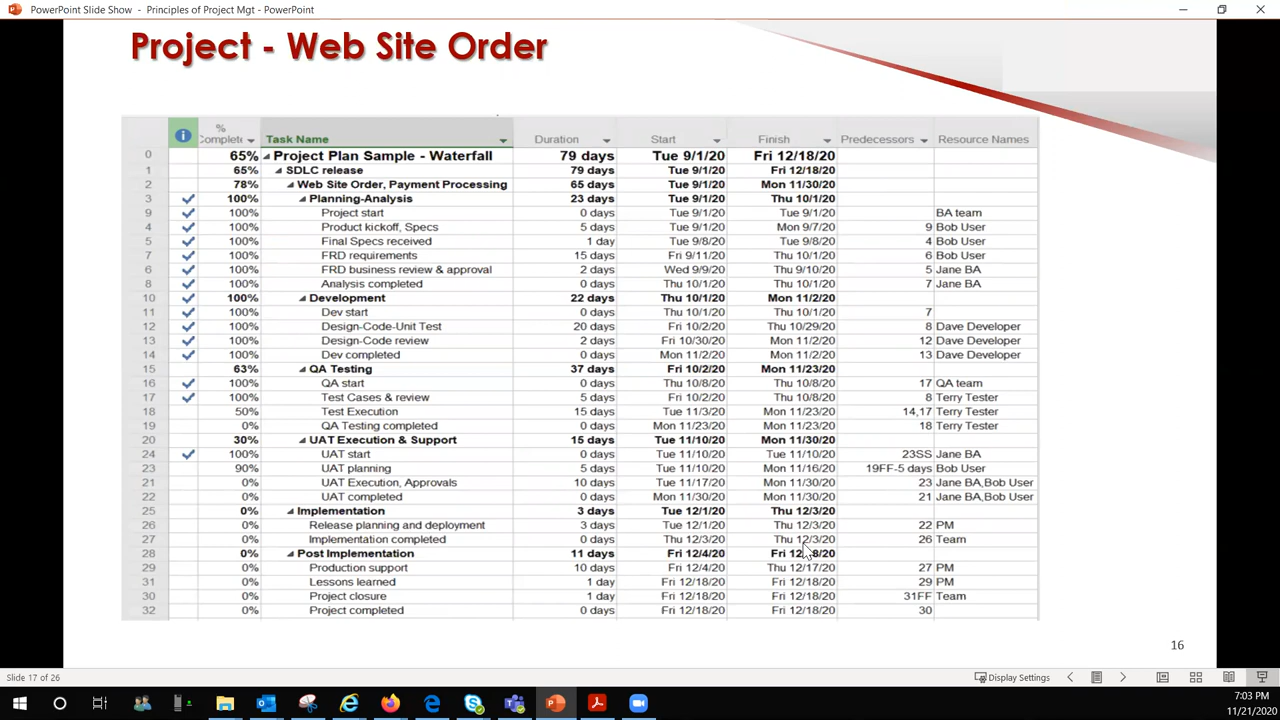 PowerPoint Slide Show - Principles of Project Mgt - PowerPoint
Project - Web Site Order
% Complete Task Name Duration Start Finish Predecessors Resource Names
0 65% Project Plan Sample - Waterfall 79 days Tue 9/1/20 Fri 12/18/20
1 65% SDLC release 79 days Tue 9/1/20 Fri 12/18/20
2 78% Web Site Order, Payment Processing 65 days Tue 9/1/20 Mon 11/30/20
3 100% Planning-Analysis 23 days Tue 9/1/20 Thu 10/1/20
9 100% Project start 0 days Tue 9/1/20 Tue 9/1/20 BA team
4 100% Product kickoff, Specs 5 days Tue 9/1/20 Mon 9/7/20 9 Bob User
5 100% Final Specs received 1 day Tue 9/8/20 Tue 9/8/20 4 Bob User
7 100% FRD requirements 15 days Fri 9/11/20 Thu 10/1/20 6 Bob User
6 100% FRD business review & approval 2 days Wed 9/9/20 Thu 9/10/20 5 Jane BA
8 100% Analysis completed 0 days Thu 10/1/20 Thu 10/1/20 7 Jane BA
10 100% Development 22 days Thu 10/1/20 Mon 11/2/20
11 100% Dev start 0 days Thu 10/1/20 Thu 10/1/20 7
12 100% Design-Code-Unit Test 20 days Fri 10/2/20 Thu 10/29/20 8 Dave Developer
13 100% Design-Code review 2 days Fri 10/30/20 Mon 11/2/20 12 Dave Developer
14 100% Dev completed 0 days Mon 11/2/20 Mon 11/2/20 13 Dave Developer
15 63% QA Testing 37 days Fri 10/2/20 Mon 11/23/20
16 100% QA start 0 days Thu 10/8/20 Thu 10/8/20 17 QA team
17 100% Test Cases & review 5 days Fri 10/2/20 Thu 10/8/20 8 Terry Tester
18 50% Test Execution 15 days Tue 11/3/20 Mon 11/23/20 14,17 Terry Tester
19 0% QA Testing completed 0 days Mon 11/23/20 Mon 11/23/20 18 Terry Tester
20 30% UAT Execution & Support 15 days Tue 11/10/20 Mon 11/30/20
24 100% UAT start 0 days Tue 11/10/20 Tue 11/10/20 23SS Jane BA
23 90% UAT planning 5 days Tue 11/10/20 Mon 11/16/20 19FF-5 days Bob User
21 0% UAT Execution, Approvals 10 days Tue 11/17/20 Mon 11/30/20 23 Jane BA,Bob User
22 0% UAT completed 0 days Mon 11/30/20 Mon 11/30/20 21 Jane BA,Bob User
25 0% Implementation 3 days Tue 12/1/20 Thu 12/3/20
26 0% Release planning and deployment 3 days Tue 12/1/20 Thu 12/3/20 22 PM
27 0% Implementation completed 0 days Thu 12/3/20 Thu 12/3/20 26 Team
28 0% Post Implementation 11 days Fri 12/4/20 Fri 12/18/20
29 0% Production support 10 days Fri 12/4/20 Thu 12/17/20 27 PM
31 0% Lessons learned 1 day Fri 12/18/20 Fri 12/18/20 29 PM
30 0% Project closure 1 day Fri 12/18/20 Fri 12/18/20 31FF Team
32 0% Project completed 0 days Fri 12/18/20 Fri 12/18/20 30
16
Slide 17 of 26 Display Settings
7:03 PM
11/21/2020